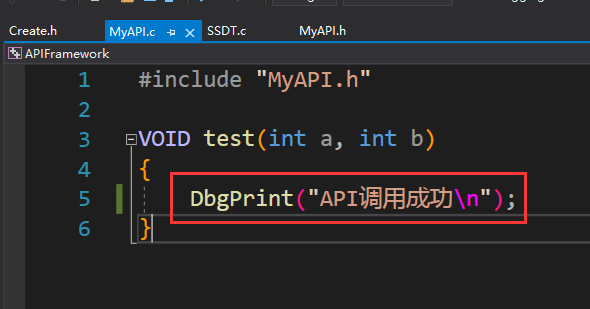 Create.h MyAPI.c SSDT.c MyAPI.h
APIFramework
1 #include "MyAPI.h"
2
3 VOID test(int a, int b)
4 {
5 DbgPrint("API调用成功\n");
6 }